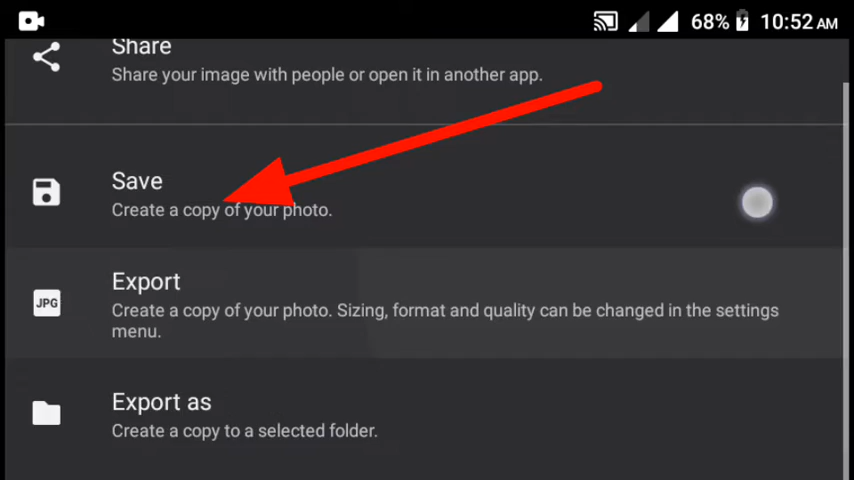 68% 10:52 AM
Share
Share your image with people or open it in another app.
Save
Create a copy of your photo.
JPG
Export
Create a copy of your photo. Sizing, format and quality can be changed in the settings
menu.
Export as
Create a copy to a selected folder.